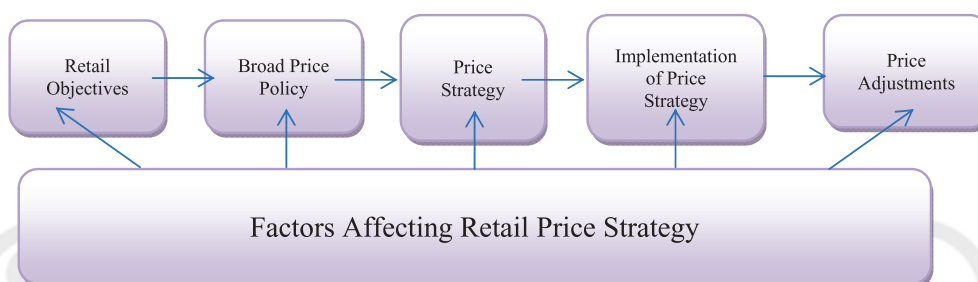 Retail
Objectives
Broad Price
Policy
Price
Strategy
Implementation
of Price
Strategy
Price
Adjustments
Factors Affecting Retail Price Strategy